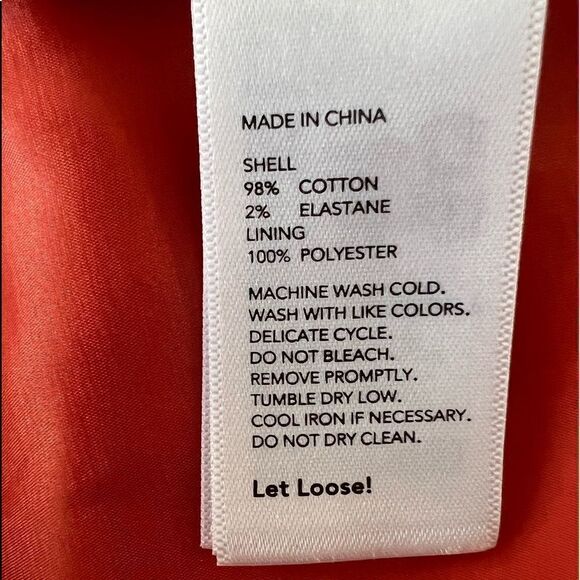 MADE IN CHINA
SHELL
98% COTTON
2% ELASTANE
LINING
100% POLYESTER
MACHINE WASH COLD.
WASH WITH LIKE COLORS.
DELICATE CYCLE.
DO NOT BLEACH.
REMOVE PROMPTLY.
TUMBLE DRY LOW.
COOL IRON IF NECESSARY.
DO NOT DRY CLEAN.
Let Loose!